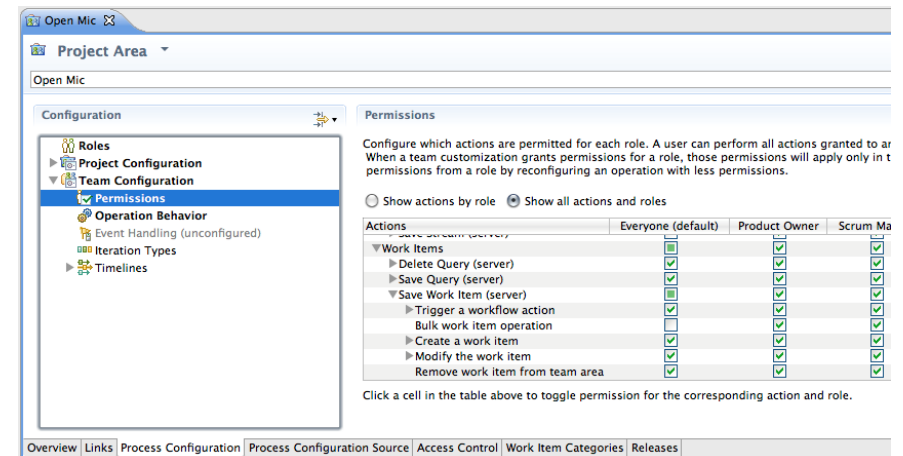 Open Mic
Project Area
Open Mic
Configuration
Roles
Project Configuration
Team Configuration
Permissions
Operation Behavior
Event Handling (unconfigured)
Iteration Types
Timelines
Permissions
Configure which actions are permitted for each role. A user can perform all actions granted to ar
When a team customization grants permissions for a role, those permissions will apply only in t
permissions from a role by reconfiguring an operation with less permissions.
Show actions by role Show all actions and roles
Actions Everyone (default) Product Owner Scrum Ma
Save Stream (server)
Work Items
Delete Query (server)
Save Query (server)
Save Work Item (server)
Trigger a workflow action
Bulk work item operation
Create a work item
Modify the work item
Remove work item from team area
Click a cell in the table above to toggle permission for the corresponding action and role.
Overview Links Process Configuration Process Configuration Source Access Control Work Item Categories Releases